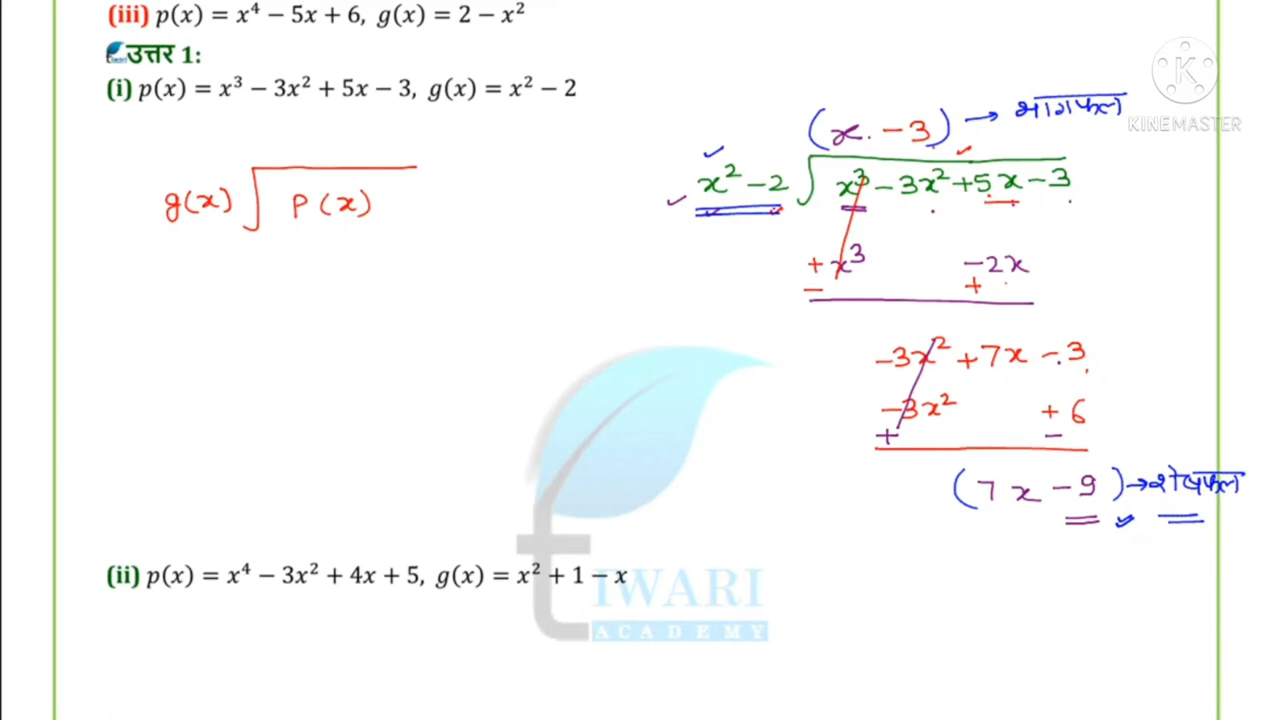 (iii) p(x) = x⁴ − 5x + 6, g(x) = 2 − x²
उत्तर 1:
(i) p(x) = x³ − 3x² + 5x − 3, g(x) = x² − 2
KINEMASTER
K
(x − 3) → भागफल
g(x) p(x)
x² − 2 x³ − 3x² + 5x − 3
+ x³ − 2x
− +
−3x² + 7x − 3
−3x² + 6
+ −
(7x − 9) → शेषफल
(ii) p(x) = x⁴ − 3x² + 4x + 5, g(x) = x² + 1 − x
TIWARI
ACADEMY